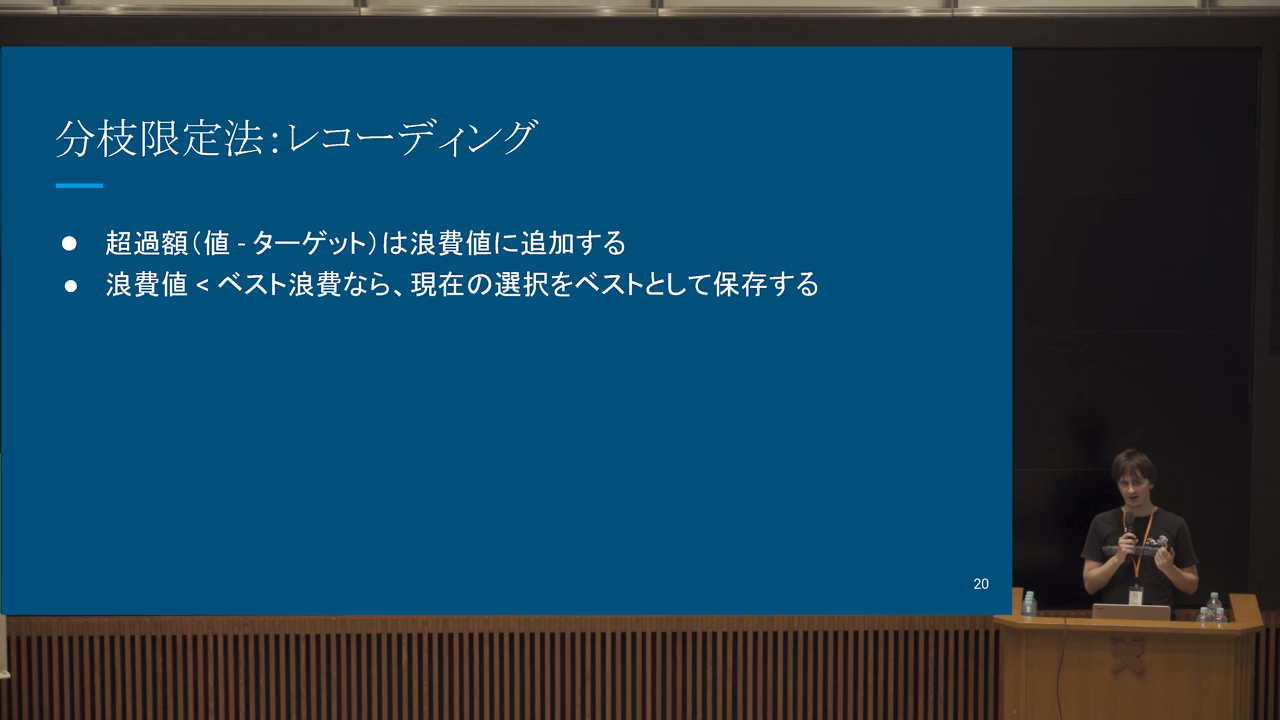 分枝限定法：レコーディング
● 超過額（値 - ターゲット）は浪費値に追加する
● 浪費値 < ベスト浪費なら、現在の選択をベストとして保存する
20